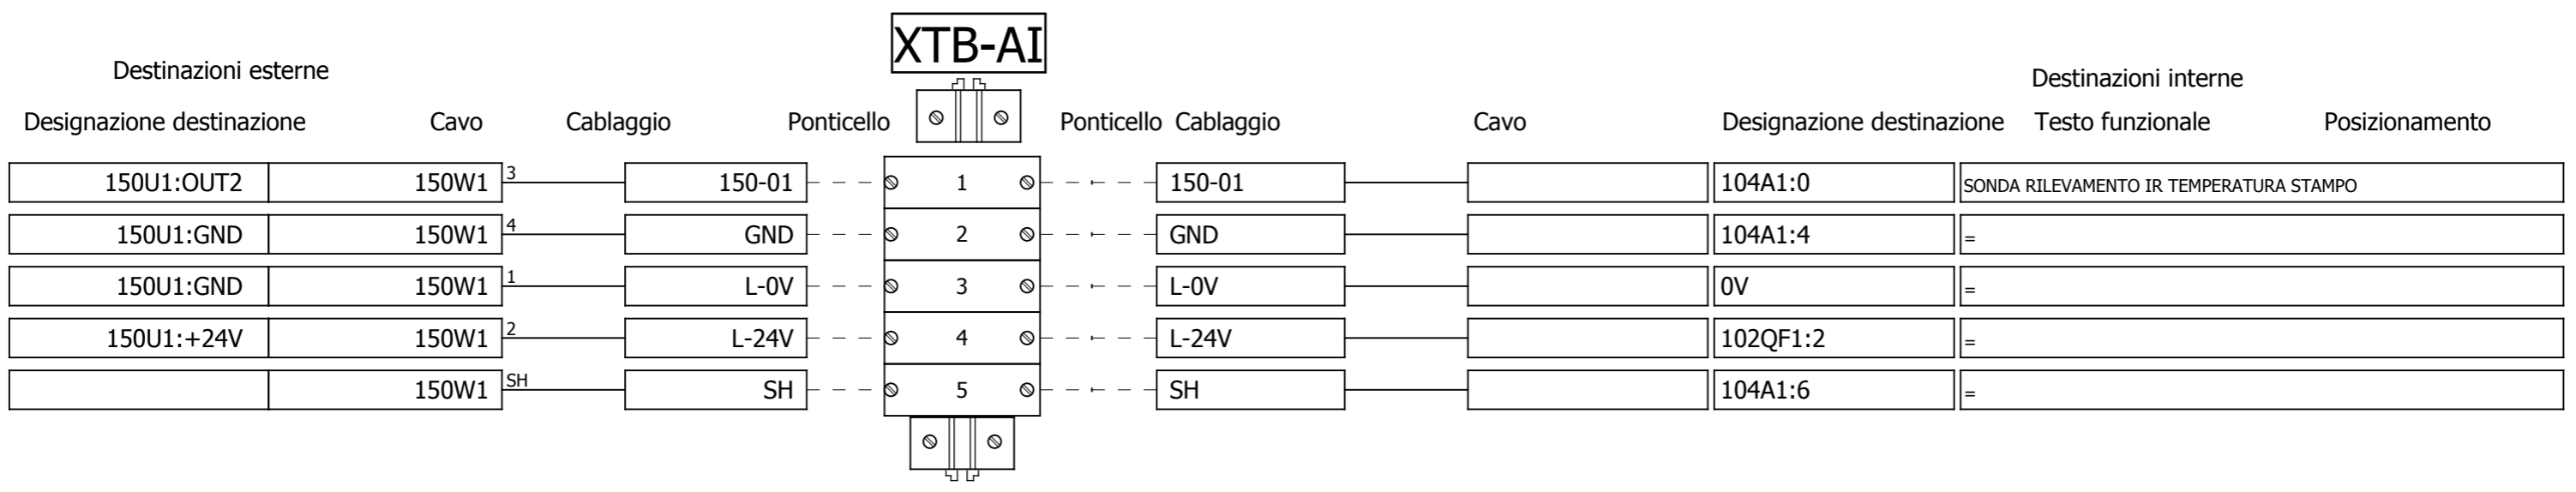 XTB-AI
Destinazioni esterne
Destinazioni interne
Designazione destinazione Cavo Cablaggio Ponticello Ponticello Cablaggio Cavo Designazione destinazione Testo funzionale Posizionamento
150U1:OUT2 150W1 3 150-01 1 150-01 104A1:0 SONDA RILEVAMENTO IR TEMPERATURA STAMPO
150U1:GND 150W1 4 GND 2 GND 104A1:4 =
150U1:GND 150W1 1 L-0V 3 L-0V 0V =
150U1:+24V 150W1 2 L-24V 4 L-24V 102QF1:2 =
150W1 SH SH 5 SH 104A1:6 =